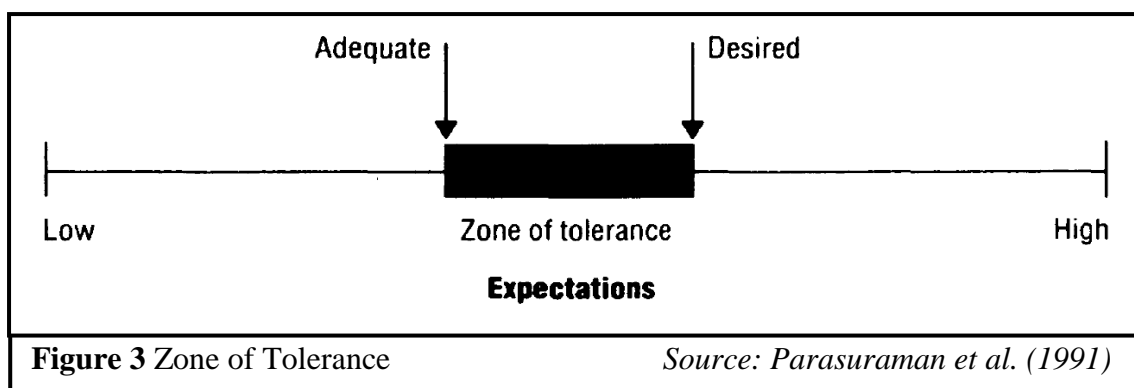 Adequate Desired
Low Zone of tolerance High
Expectations
Figure 3 Zone of Tolerance Source: Parasuraman et al. (1991)